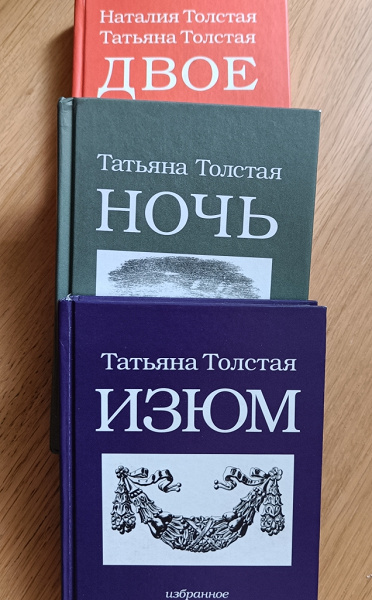 Наталия Толстая
Татьяна Толстая
ДВОЕ
Татьяна Толстая
НОЧЬ
Татьяна Толстая
ИЗЮМ
избранное